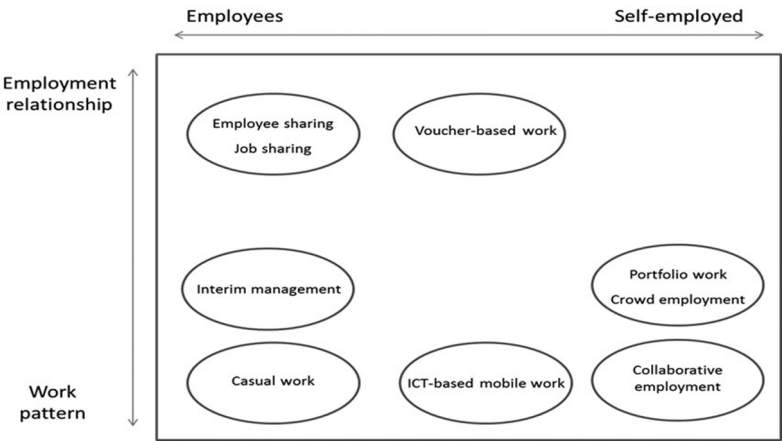 Employees
Self-employed
Employment
relationship
Employee sharing
Job sharing
Voucher-based work
Interim management
Portfolio work
Crowd employment
Casual work
ICT-based mobile work
Collaborative
employment
Work
pattern